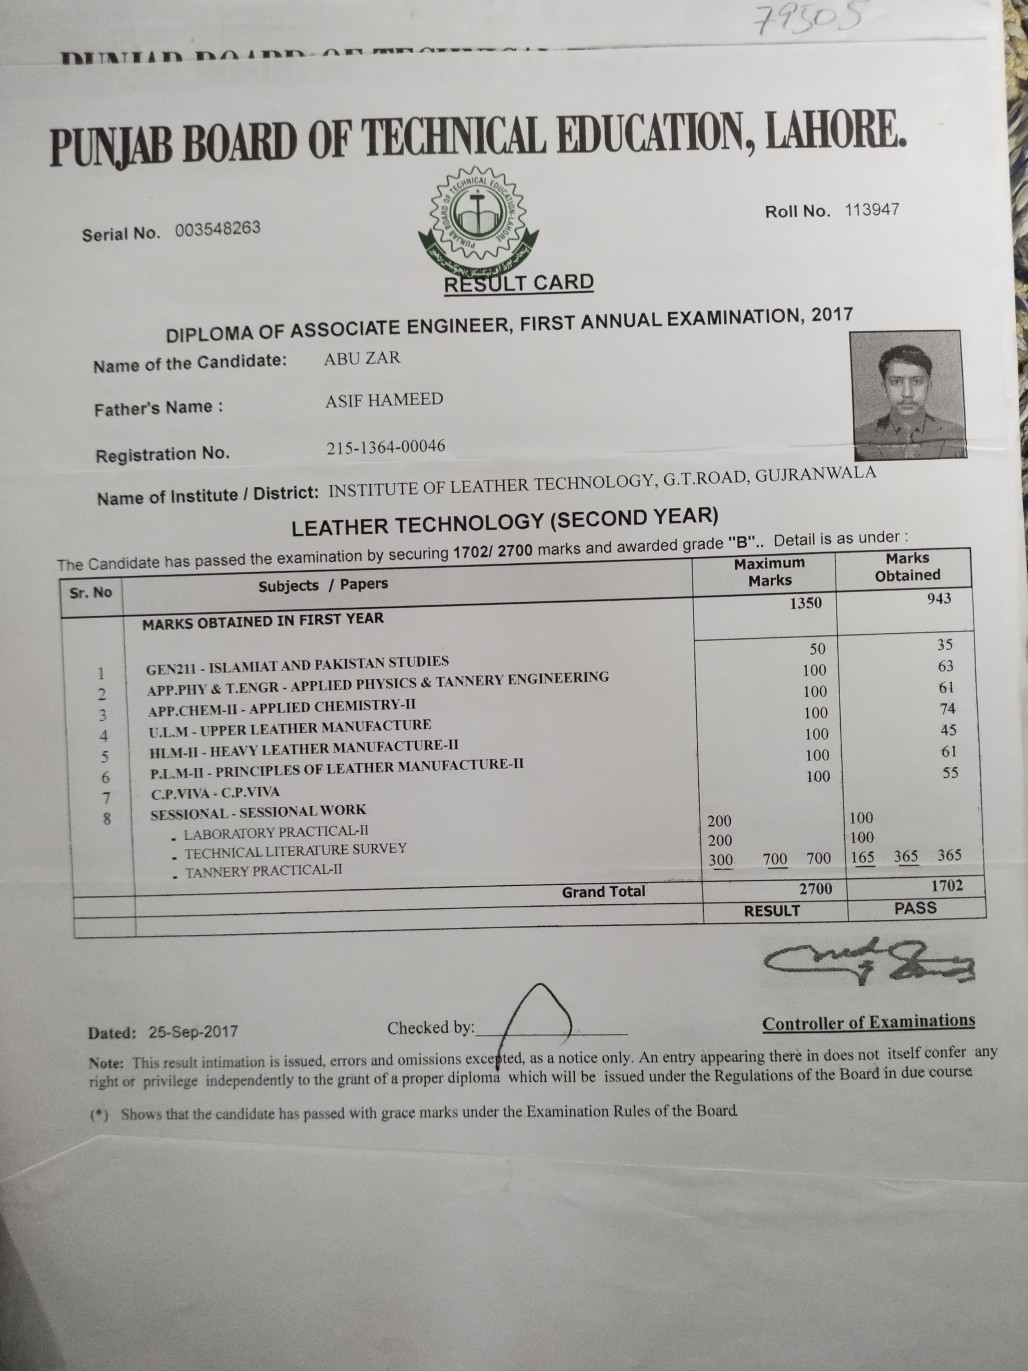 79505
PUNJAB BOARD OF TECHNICAL EDUCATION, LAHORE.
Serial No. 003548263
Roll No. 113947
PUNJAB BOARD OF TECHNICAL EDUCATION-LAHORE
RESULT CARD
DIPLOMA OF ASSOCIATE ENGINEER, FIRST ANNUAL EXAMINATION, 2017
Name of the Candidate: ABU ZAR
Father's Name : ASIF HAMEED
Registration No. 215-1364-00046
Name of Institute / District: INSTITUTE OF LEATHER TECHNOLOGY, G.T.ROAD, GUJRANWALA
LEATHER TECHNOLOGY (SECOND YEAR)
The Candidate has passed the examination by securing 1702/ 2700 marks and awarded grade "B".. Detail is as under :
Sr. No Subjects / Papers Maximum Marks Marks Obtained
MARKS OBTAINED IN FIRST YEAR 1350 943
1 GEN211 - ISLAMIAT AND PAKISTAN STUDIES 50 35
2 APP.PHY & T.ENGR - APPLIED PHYSICS & TANNERY ENGINEERING 100 63
3 APP.CHEM-II - APPLIED CHEMISTRY-II 100 61
4 U.L.M - UPPER LEATHER MANUFACTURE 100 74
5 HLM-II - HEAVY LEATHER MANUFACTURE-II 100 45
6 P.L.M-II - PRINCIPLES OF LEATHER MANUFACTURE-II 100 61
7 C.P.VIVA - C.P.VIVA 100 55
8 SESSIONAL - SESSIONAL WORK
. LABORATORY PRACTICAL-II 200 100
. TECHNICAL LITERATURE SURVEY 200 100
. TANNERY PRACTICAL-II 300 700 700 165 365 365
Grand Total 2700 1702
RESULT PASS
Dated: 25-Sep-2017
Checked by:
Controller of Examinations
Note: This result intimation is issued, errors and omissions excepted, as a notice only. An entry appearing there in does not itself confer any
right or privilege independently to the grant of a proper diploma which will be issued under the Regulations of the Board in due course
(*) Shows that the candidate has passed with grace marks under the Examination Rules of the Board